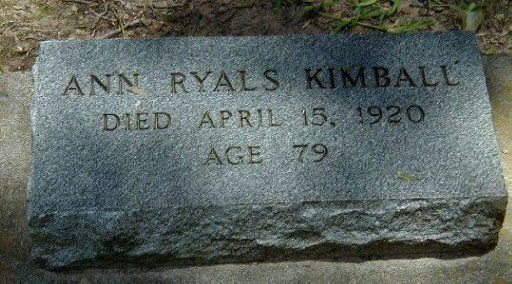 ANN RYALS KIMBALL
DIED APRIL 15, 1920
AGE 79